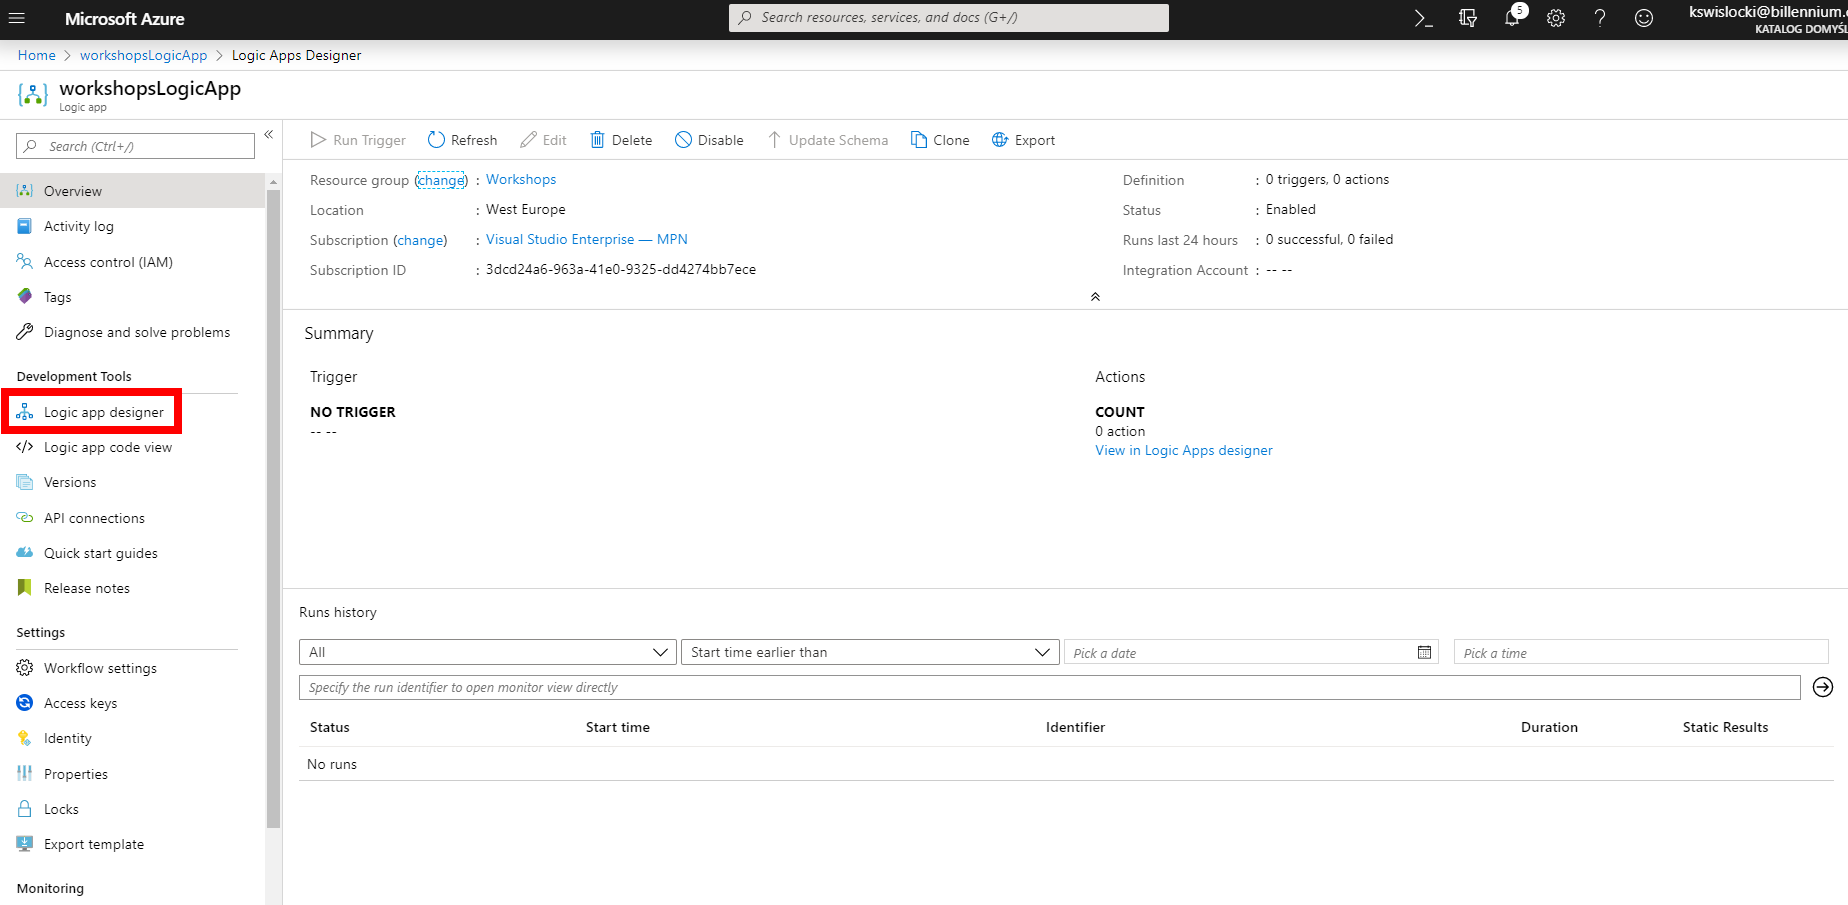 Microsoft Azure
Search resources, services, and docs (G+/)
5
kswislocki@billennium.
KATALOG DOMYŚL
Home > workshopsLogicApp > Logic Apps Designer
workshopsLogicApp
Logic app
Search (Ctrl+/)
«
Overview
Activity log
Access control (IAM)
Tags
Diagnose and solve problems
Development Tools
Logic app designer
Logic app code view
Versions
API connections
Quick start guides
Release notes
Settings
Workflow settings
Access keys
Identity
Properties
Locks
Export template
Monitoring
Run Trigger Refresh Edit Delete Disable Update Schema Clone Export
Resource group (change) : Workshops
Location : West Europe
Subscription (change) : Visual Studio Enterprise — MPN
Subscription ID : 3dcd24a6-963a-41e0-9325-dd4274bb7ece
Definition : 0 triggers, 0 actions
Status : Enabled
Runs last 24 hours : 0 successful, 0 failed
Integration Account : -- --
Summary
Trigger
NO TRIGGER
-- --
Actions
COUNT
0 action
View in Logic Apps designer
Runs history
All Start time earlier than Pick a date Pick a time
Specify the run identifier to open monitor view directly
Status Start time Identifier Duration Static Results
No runs